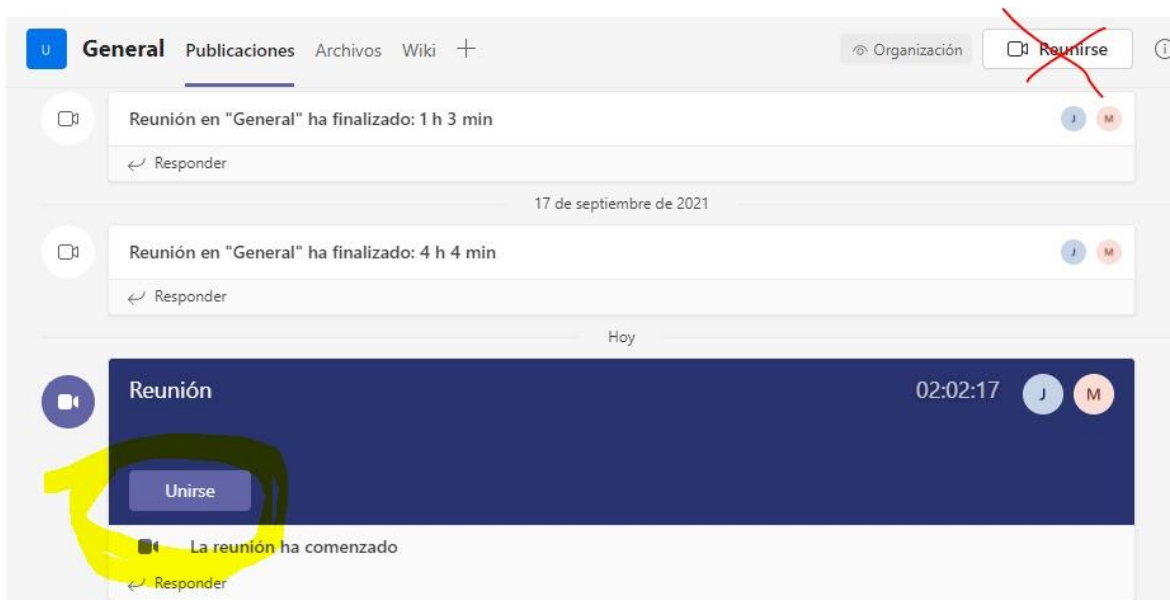 U General Publicaciones Archivos Wiki + Organización Reunirse
Reunión en "General" ha finalizado: 1 h 3 min J M
Responder
17 de septiembre de 2021
Reunión en "General" ha finalizado: 4 h 4 min J M
Responder
Hoy
Reunión 02:02:17 J M
Unirse
La reunión ha comenzado
Responder